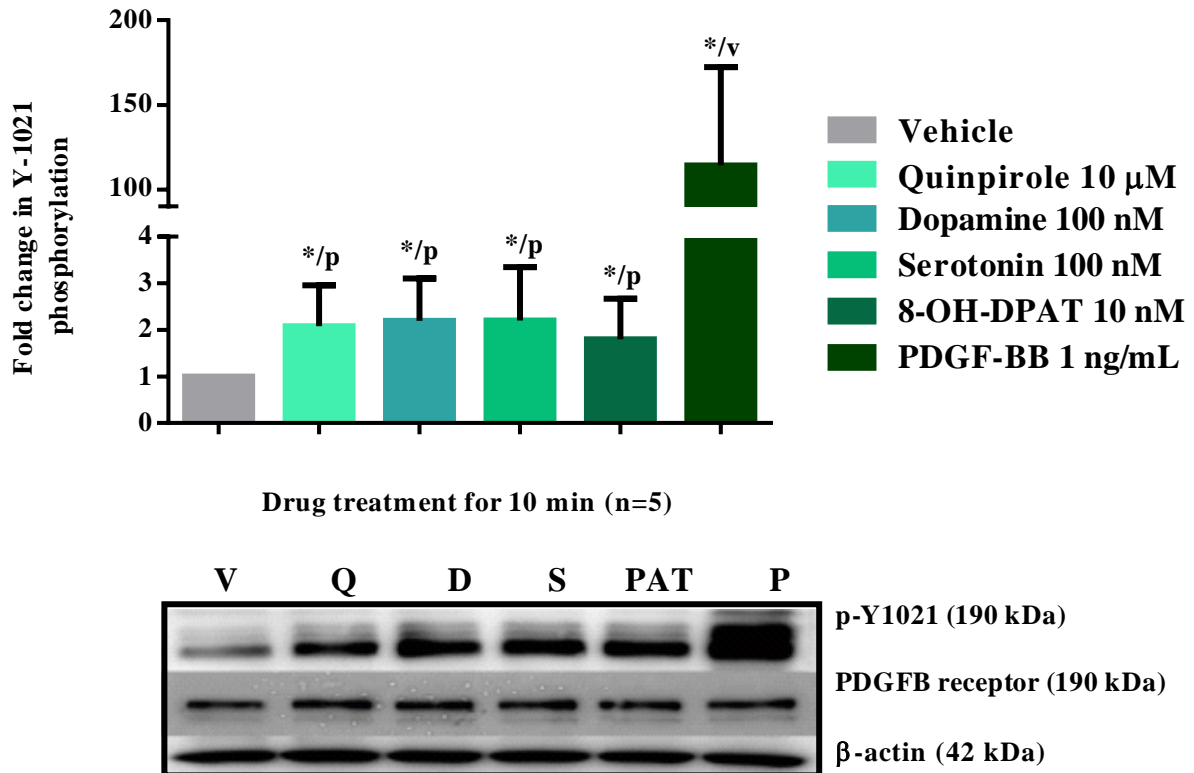 200
150
100
4
3
2
1
0
Fold change in Y-1021
phosphorylation
*/p
*/p
*/p
*/p
*/v
Vehicle
Quinpirole 10 μM
Dopamine 100 nM
Serotonin 100 nM
8-OH-DPAT 10 nM
PDGF-BB 1 ng/mL
Drug treatment for 10 min (n=5)
V Q D S PAT P
p-Y1021 (190 kDa)
PDGFB receptor (190 kDa)
β-actin (42 kDa)